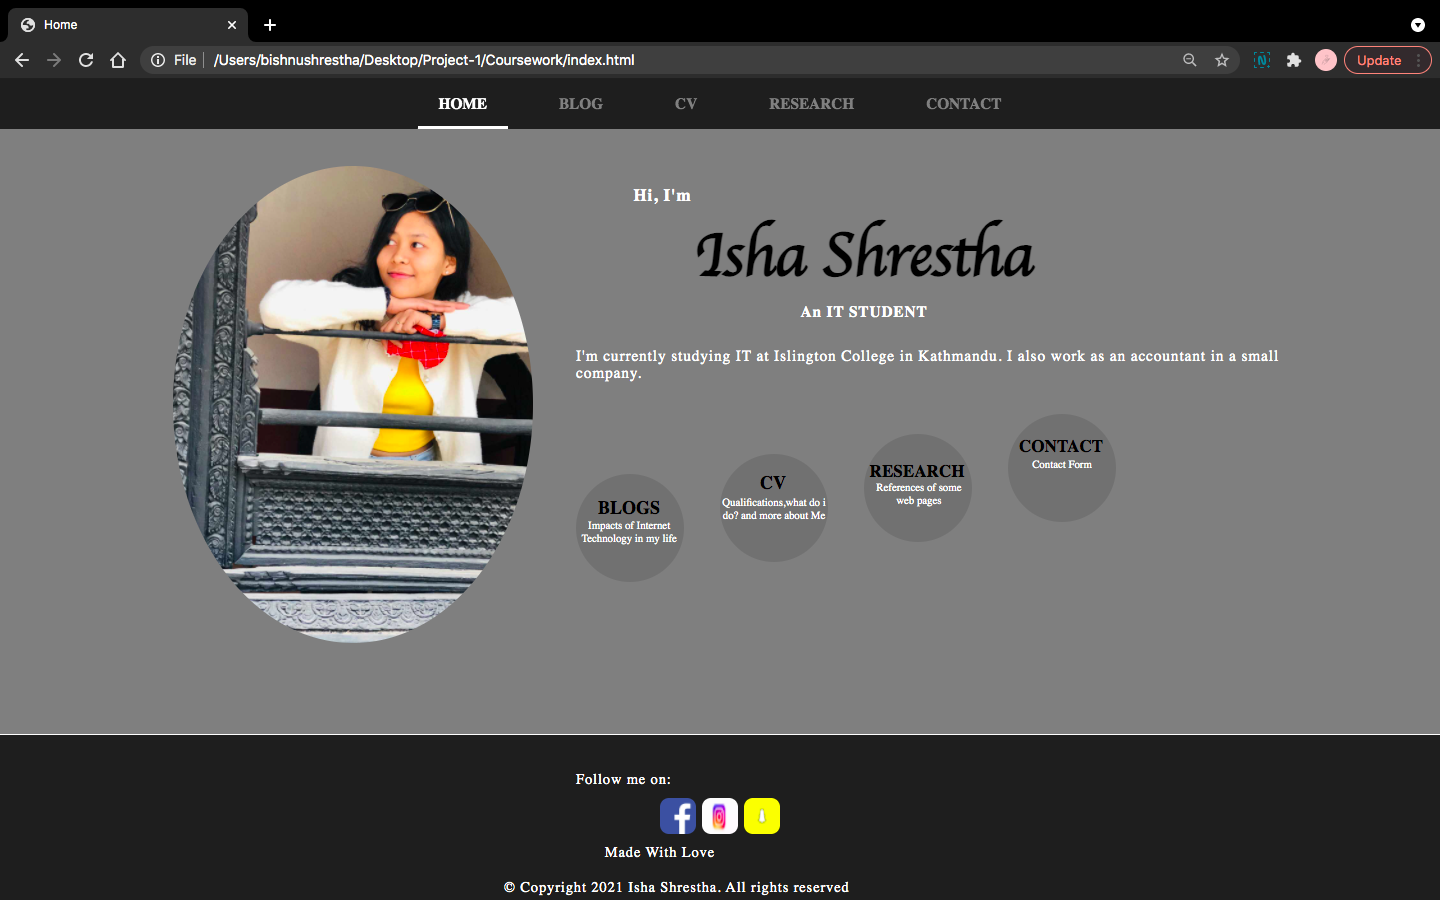 Home
File
/Users/bishnushrestha/Desktop/Project-1/Coursework/index.html
Update
HOME BLOG CV RESEARCH CONTACT
Hi, I'm
Isha Shrestha
An IT STUDENT
I'm currently studying IT at Islington College in Kathmandu. I also work as an accountant in a small
company.
BLOGS
Impacts of Internet
Technology in my life
CV
Qualifications,what do i
do? and more about Me
RESEARCH
References of some
web pages
CONTACT
Contact Form
Follow me on:
Made With Love
© Copyright 2021 Isha Shrestha. All rights reserved